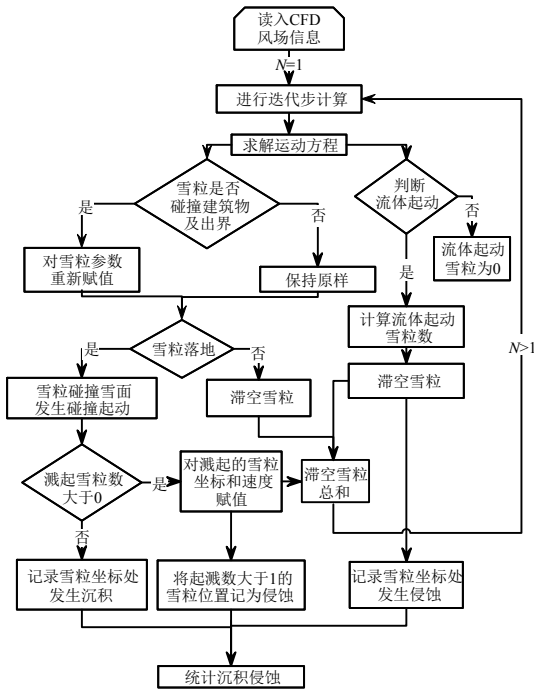 读入CFD
风场信息
N=1
进行迭代步计算
求解运动方程
雪粒是否
碰撞建筑物
及出界
判断
流体起动
是
否
否
对雪粒参数
重新赋值
保持原样
是
流体起动
雪粒为0
计算流体起动
雪粒数
雪粒落地
是
否
N>1
雪粒碰撞雪面
发生碰撞起动
滞空雪粒
滞空雪粒
溅起雪粒数
大于0
是
对溅起的雪粒
坐标和速度
赋值
滞空雪粒
总和
否
记录雪粒坐标处
发生沉积
将起溅数大于1的
雪粒位置记为侵蚀
记录雪粒坐标处
发生侵蚀
统计沉积侵蚀